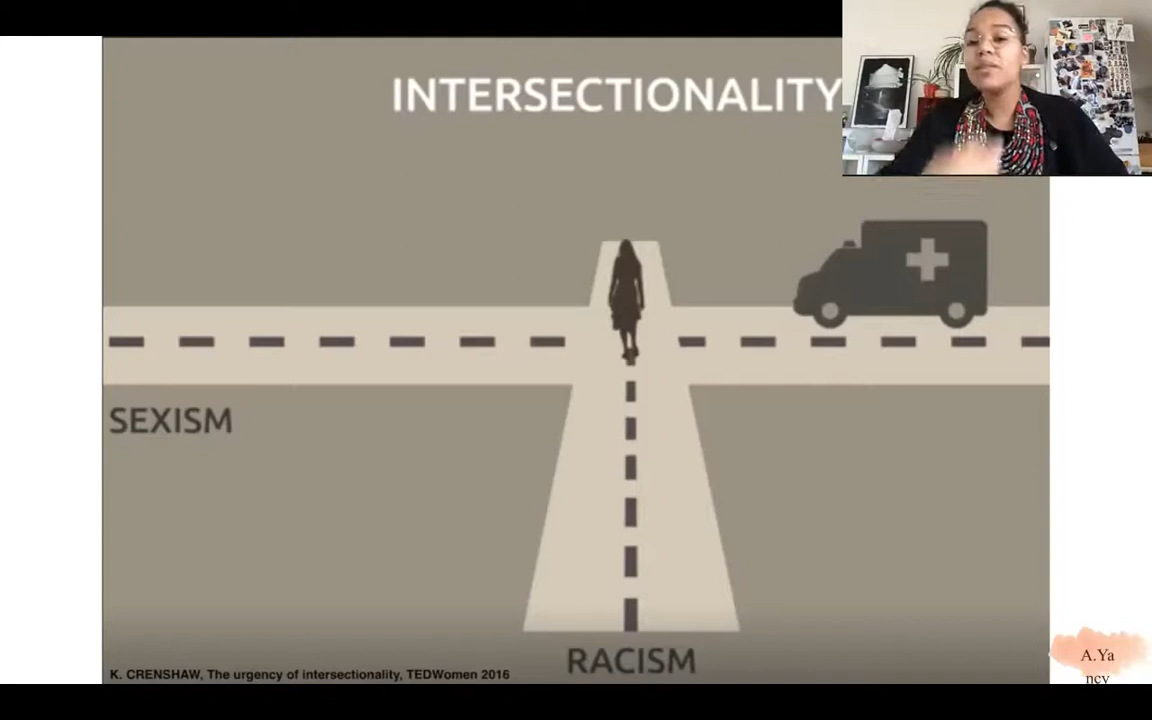 INTERSECTIONALITY
SEXISM
RACISM
K. CRENSHAW, The urgency of intersectionality, TEDWomen 2016
A.Ya
ncy